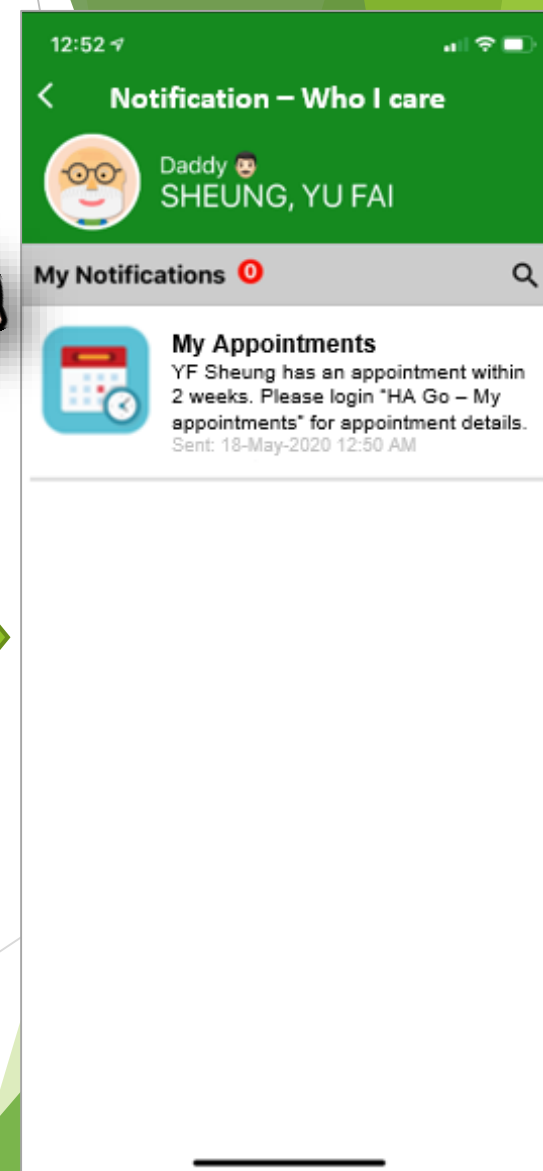 12:52
Notification – Who I care
Daddy
SHEUNG, YU FAI
My Notifications 0
My Appointments
YF Sheung has an appointment within
2 weeks. Please login "HA Go – My
appointments" for appointment details.
Sent: 18-May-2020 12:50 AM